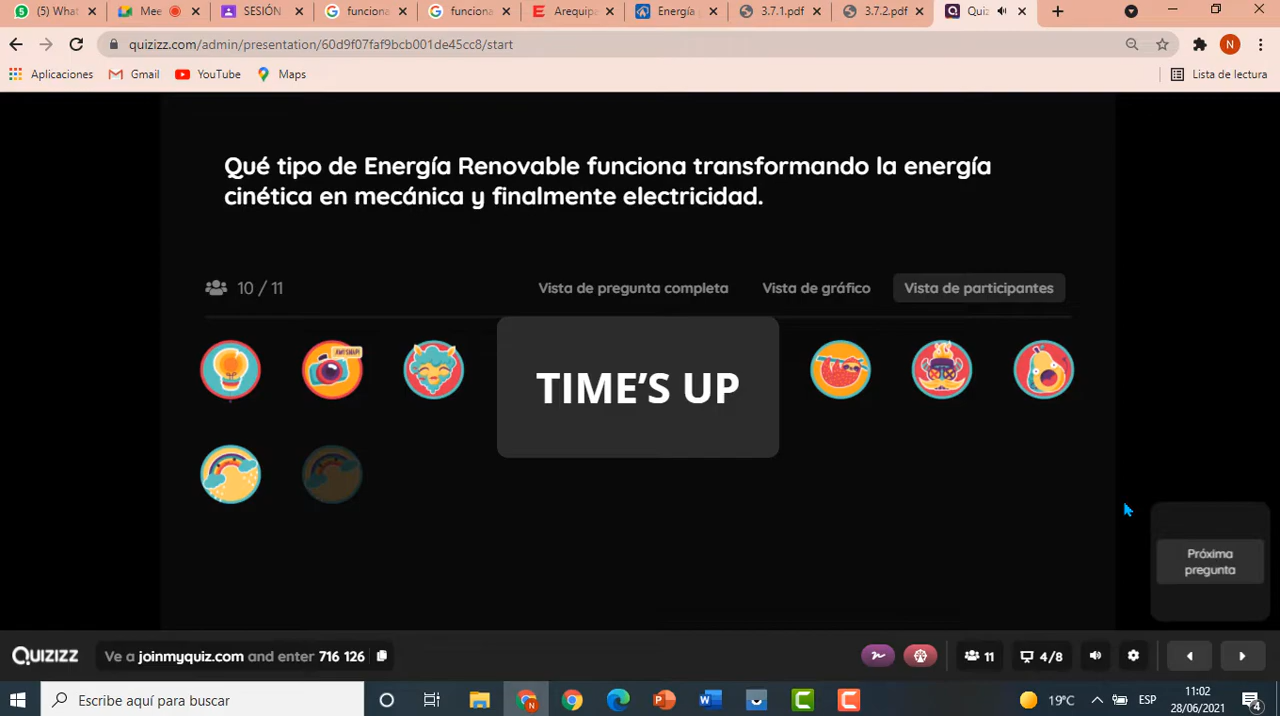 What
Mee
SESIÓN
funciona
funciona
Arequipa
Energía
3.7.1.pdf
3.7.2.pdf
Quiz
quizizz.com/admin/presentation/60d9f07faf9bcb001de45cc8/start
N
Aplicaciones
Gmail
YouTube
Maps
Lista de lectura
Qué tipo de Energía Renovable funciona transformando la energía
cinética en mecánica y finalmente electricidad.
10 / 11
Vista de pregunta completa
Vista de gráfico
Vista de participantes
TIME'S UP
Próxima
pregunta
Quizizz
Ve a joinmyquiz.com and enter 716 126
11
4/8
Escribe aquí para buscar
19°C
ESP
11:02
28/06/2021
4